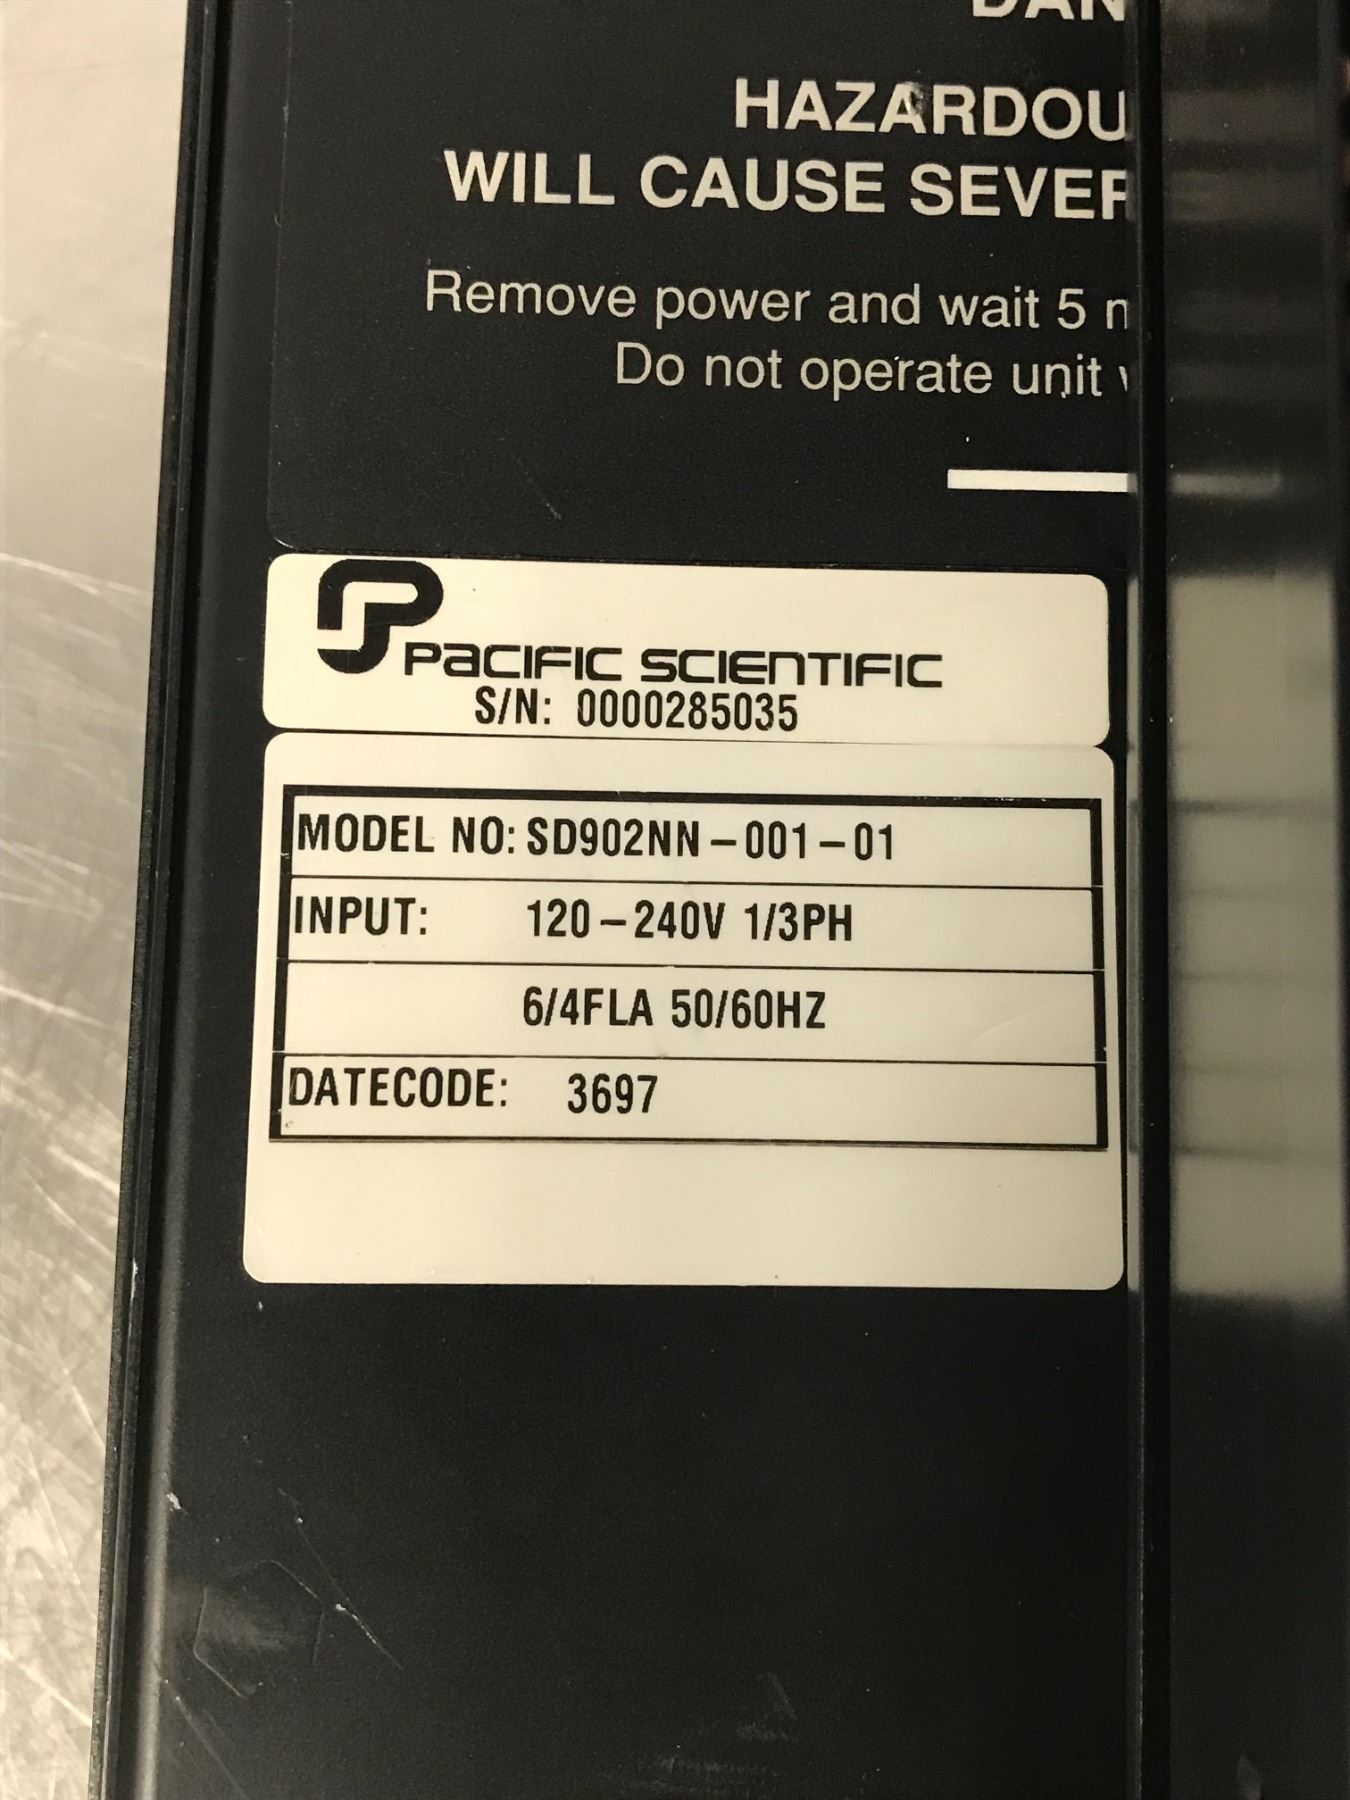 DAN
HAZARDOU
WILL CAUSE SEVER
Remove power and wait 5 m
Do not operate unit
PACIFIC SCIENTIFIC
S/N: 0000285035
MODEL NO: SD902NN-001-01
INPUT: 120-240V 1/3PH
6/4FLA 50/60HZ
DATECODE: 3697